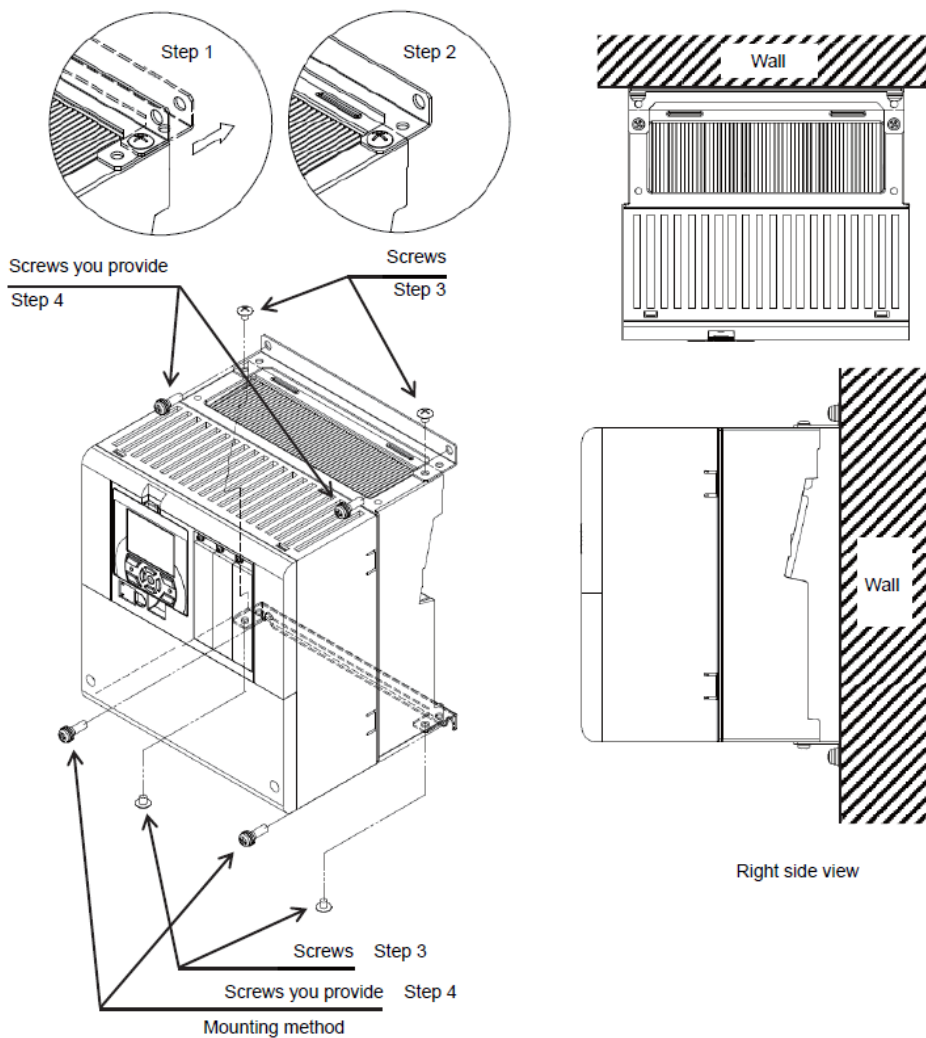 Step 1
Step 2
Wall
Screws you provide
Step 4
Screws
Step 3
Wall
Right side view
Screws Step 3
Screws you provide Step 4
Mounting method